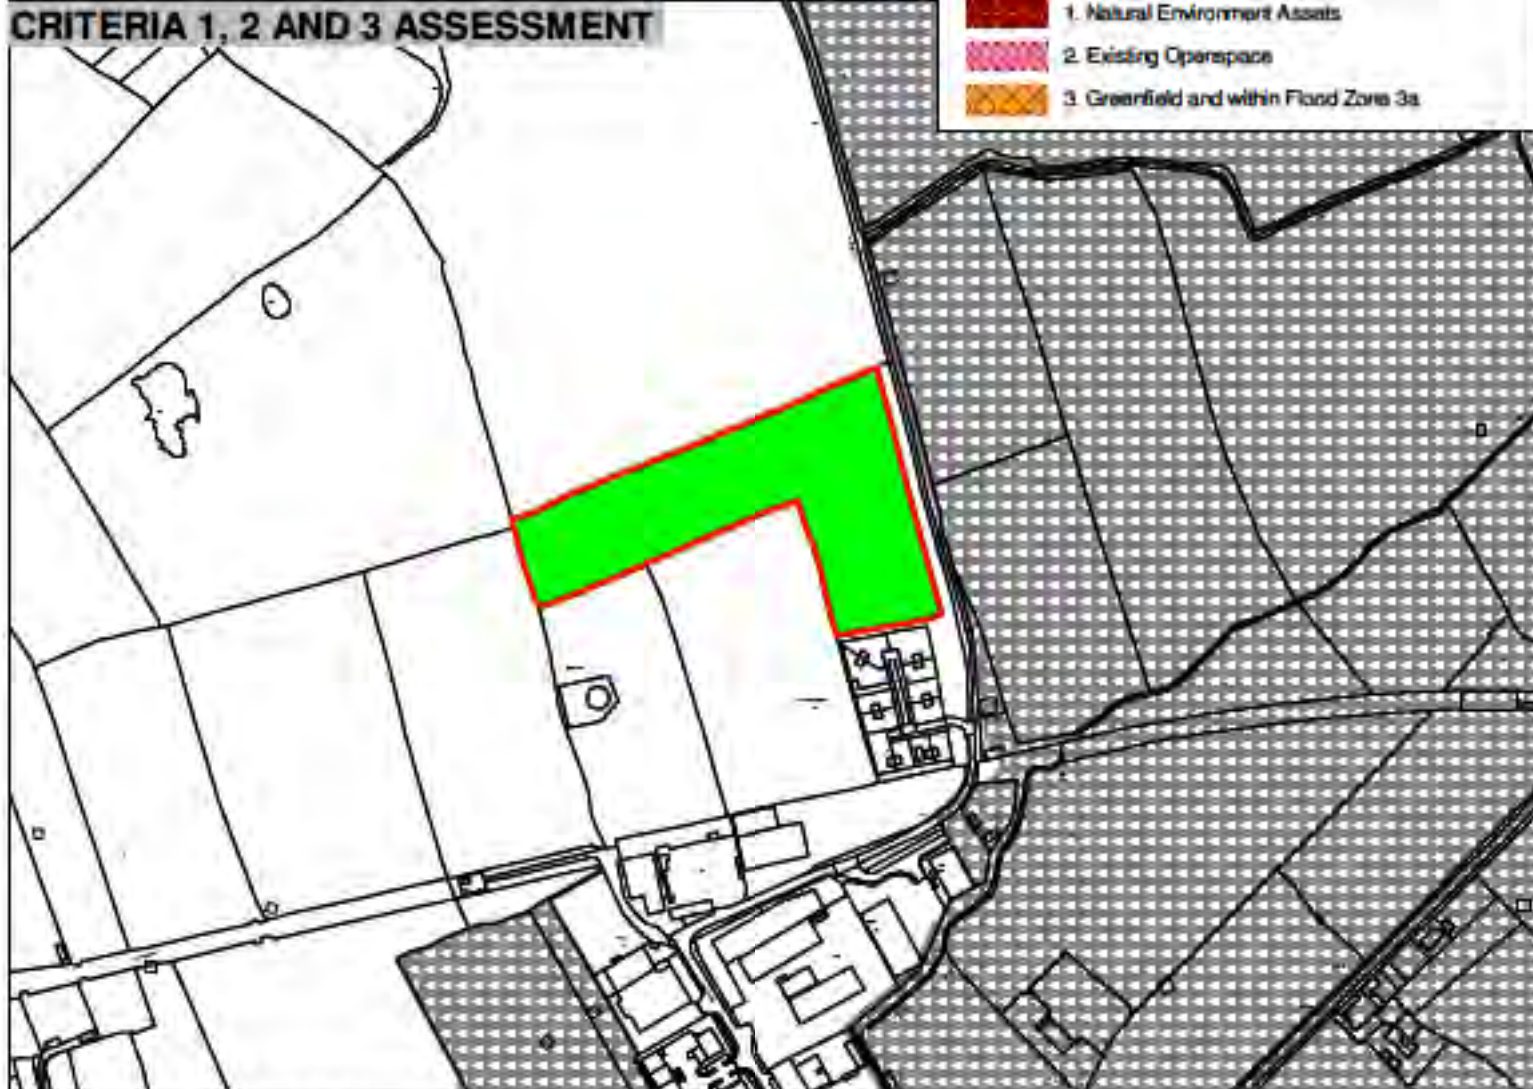 CRITERIA 1, 2 AND 3 ASSESSMENT
1. Natural Environment Assets
2. Existing Openspace
3. Greenfield and within Flood Zone 3a